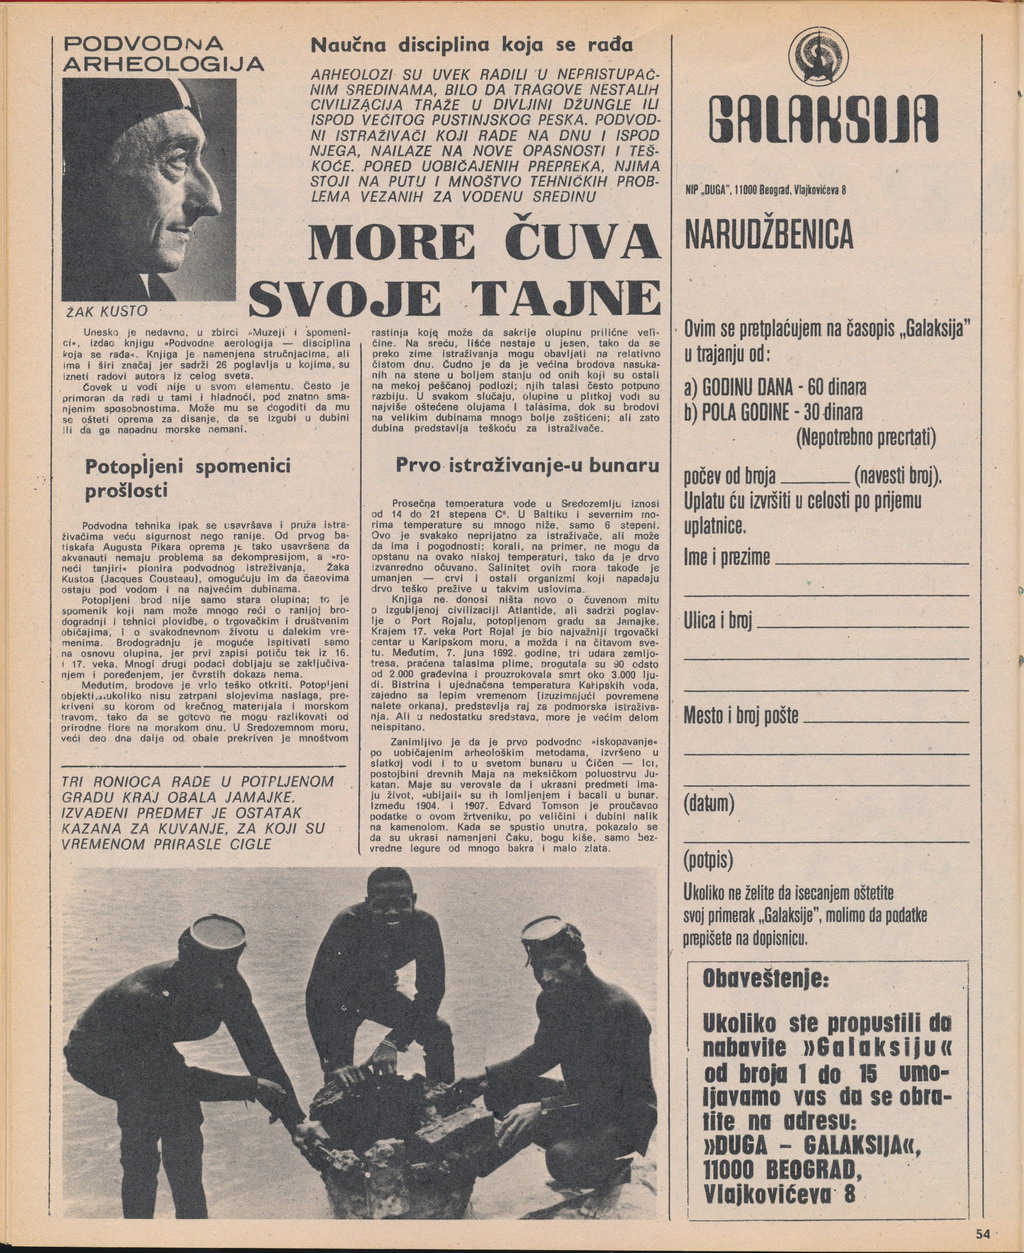 PODVODNA
ARHEOLOGIJA
ŽAK KUSTO
Naučna disciplina koja se rađa
ARHEOLOZI SU UVEK RADILI U NEPRISTUPAČ-
NIM SREDINAMA, BILO DA TRAGOVE NESTALIH
CIVILIZACIJA TRAŽE U DIVLJINI DŽUNGLE ILI
ISPOD VEČITOG PUSTINJSKOG PESKA. PODVOD-
NI ISTRAŽIVAČI KOJI RADE NA DNU I ISPOD
NJEGA, NAILAZE NA NOVE OPASNOSTI I TEŠ-
KOĆE. PORED UOBIČAJENIH PREPREKA, NJIMA
STOJI NA PUTU I MNOŠTVO TEHNIČKIH PROB-
LEMA VEZANIH ZA VODENU SREDINU
MORE ČUVA
SVOJE TAJNE
Unesko je nedavno, u zbirci »Muzeji i spomeni-
ci«, izdao knjigu »Podvodna aerologija — disciplina
koja se rađa«. Knjiga je namenjena stručnjacima, ali
ima i širi značaj jer sadrži 26 poglavlja u kojima su
izneti radovi autora iz celog sveta.
Čovek u vodi nije u svom elementu. Često je
primoran da radi u tami i hladnoći, pod znatno sma-
njenim sposobnostima. Može mu se dogoditi da mu
se ošteti oprema za disanje, da se izgubi u dubini
ili da ga napadnu morske nemani.
Potopljeni spomenici
prošlosti
Podvodna tehnika ipak se usavršava i pruža istra-
živačima veću sigurnost nego ranije. Od prvog ba-
tiskafa Augusta Pikara oprema je tako usavršena da
akvanauti nemaju problema sa dekompresijom, a »ro-
neći tanjiri« pionira podvodnog istreživanja, Žaka
Kustoa (Jacques Cousteau), omogućuju im da časovima
ostaju pod vodom i na najvećim dubinama.
Potopljeni brod nije samo stara olupina; to je
spomenik koji nam može mnogo reći o ranijoj bro-
dogradnji i tehnici plovidbe, o trgovačkim i društvenim
običajima, i o svakodnevnom životu u dalekim vre-
menima. Brodogradnju je moguće ispitivati samo
na osnovu olupina, jer prvi zapisi potiču tek iz 16.
i 17. veka. Mnogi drugi podaci dobijaju se zaključiva-
njem i poređenjem, jer čvrstih dokaza nema.
Međutim, brodove je vrlo teško otkriti. Potopljeni
objekti, ukoliko nisu zatrpani slojevima naslaga, pre-
kriveni su korom od krečnog materijala i morskom
travom, tako da se gotovo ne mogu razlikovati od
prirodne flore na morskom dnu. U Sredozemnom moru,
veći deo dna dalje od obale prekriven je mnoštvom
TRI RONIOCA RADE U POTPLJENOM
GRADU KRAJ OBALA JAMAJKE.
IZVAĐENI PREDMET JE OSTATAK
KAZANA ZA KUVANJE, ZA KOJI SU
VREMENOM PRIRASLE CIGLE
rastinja koje može da sakrije olupinu prilične veli-
čine. Na sreću, lišće nestaje u jesen, tako da se
preko zime istraživanja mogu obavljati na relativno
čistom dnu. Čudno je da je većina brodova nasuka-
nih na stene u boljem stanju od onih koji su ostali
na mekoj peščanoj podlozi; njih talasi često potpuno
razbiju. U svakom slučaju, olupine u plitkoj vodi su
najviše oštećene olujama i talasima, dok su brodovi
na velikim dubinama mnogo bolje zaštićeni; ali zato
dubina predstavlja teškoću za istraživače.
Prvo istraživanje-u bunaru
Prosečna temperatura vode u Sredozemlju iznosi
od 14 do 21 stepena C°. U Baltiku i severnim mo-
rima temperature su mnogo niže, samo 6 stepeni.
Ovo je svakako neprijatno za istraživače, ali može
da ima i pogodnosti; korali, na primer, ne mogu da
opstanu na ovako niskoj temperaturi, tako da je drvo
izvanredno očuvano. Salinitet ovih mora takođe je
umanjen — crvi i ostali organizmi koji napadaju
drvo teško prežive u takvim uslovima.
Knjiga ne donosi ništa novo o čuvenom mitu
o izgubljenoj civilizaciji Atlantide, ali sadrži poglav-
lje o Port Rojalu, potopljenom gradu sa Jamajke.
Krajem 17. veka Port Rojal je bio najvažniji trgovački
centar u Karipskom moru, a možda i na čitavom sve-
tu. Međutim, 7. juna 1692. godine, tri udara zemljo-
tresa, praćena talasima plime, progutala su 90 odsto
od 2.000 građevina i prouzrokovala smrt oko 3.000 lju-
di. Bistrina i ujednačena temperatura Karipskih voda,
zajedno sa lepim vremenom (izuzimajući povremene
nalete orkana), predstavlja raj za podmorska istraživa-
nja. Ali u nedostatku sredstava, more je većim delom
neispitano.
Zanimljivo je da je prvo podvodno »iskopavanje«
po uobičajenim arheološkim metodama, izvršeno u
slatkoj vodi i to u svetom bunaru u Čičen — Ici,
postojbini drevnih Maja na meksičkom poluostrvu Ju-
katan. Maje su verovale da i ukrasni predmeti ima-
ju život, »ubijali« su ih lomljenjem i bacali u bunar.
Između 1904. i 1907. Edvard Tomson je proučavao
podatke o ovom žrtveniku, po veličini i dubini nalik
na kamenolom. Kada se spustio unutra, pokazalo se
da su ukrasi namenjeni Čaku, bogu kiše, samo bez-
vredne legure od mnogo bakra i malo zlata.
GALAKSIJA
NIP „DUGA", 11000 Beograd, Vlajkovićeva 8
NARUDŽBENICA
Ovim se pretplaćujem na časopis „Galaksija"
u trajanju od:
a) GODINU DANA - 60 dinara
b) POLA GODINE - 30 dinara
(Nepotrebno precrtati)
počev od broja ______ (navesti broj).
Uplatu ću izvršiti u celosti po prijemu
uplatnice.
Ime i prezime
Ulica i broj
Mesto i broj pošte
(datum)
(potpis)
Ukoliko ne želite da isecanjem oštetite
svoj primerak „Galaksije", molimo da podatke
prepišete na dopisnicu.
Obaveštenje:
Ukoliko ste propustili da
nabavite »Galaksiju«
od broja 1 do 15 umo-
ljavamo vas da se obra-
tite na adresu:
»DUGA - GALAKSIJA«,
11000 BEOGRAD,
Vlajkovićeva 8
54